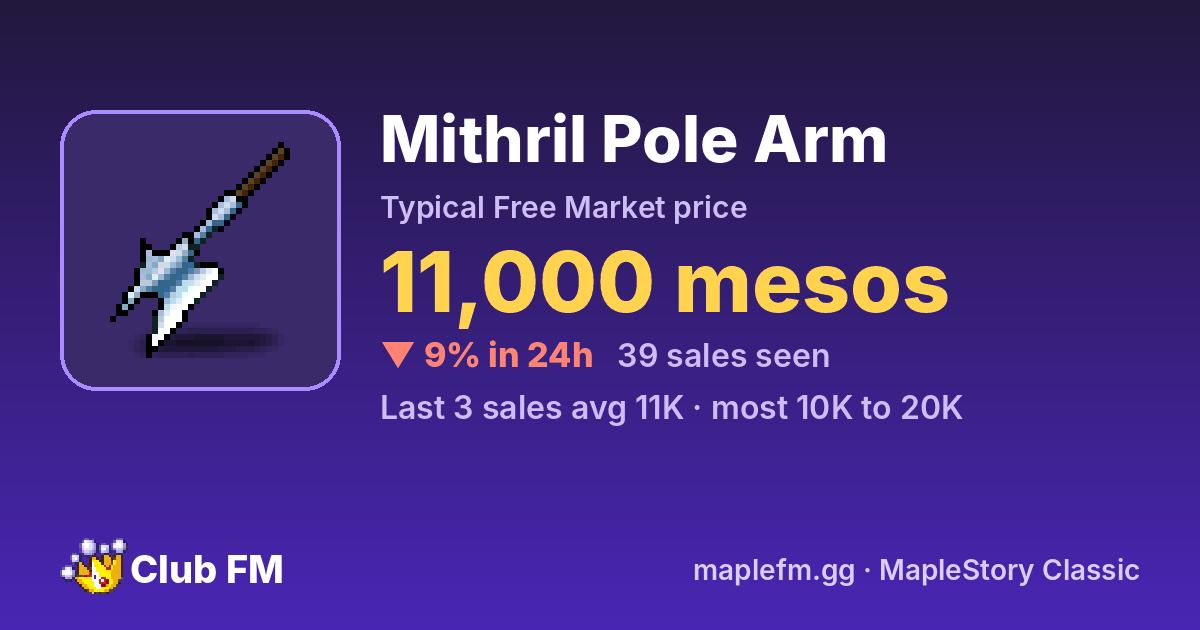 Mithril Pole Arm
Typical Free Market price
11,000 mesos
▼ 9% in 24h 39 sales seen
Last 3 sales avg 11K · most 10K to 20K
Club FM
maplefm.gg · MapleStory Classic